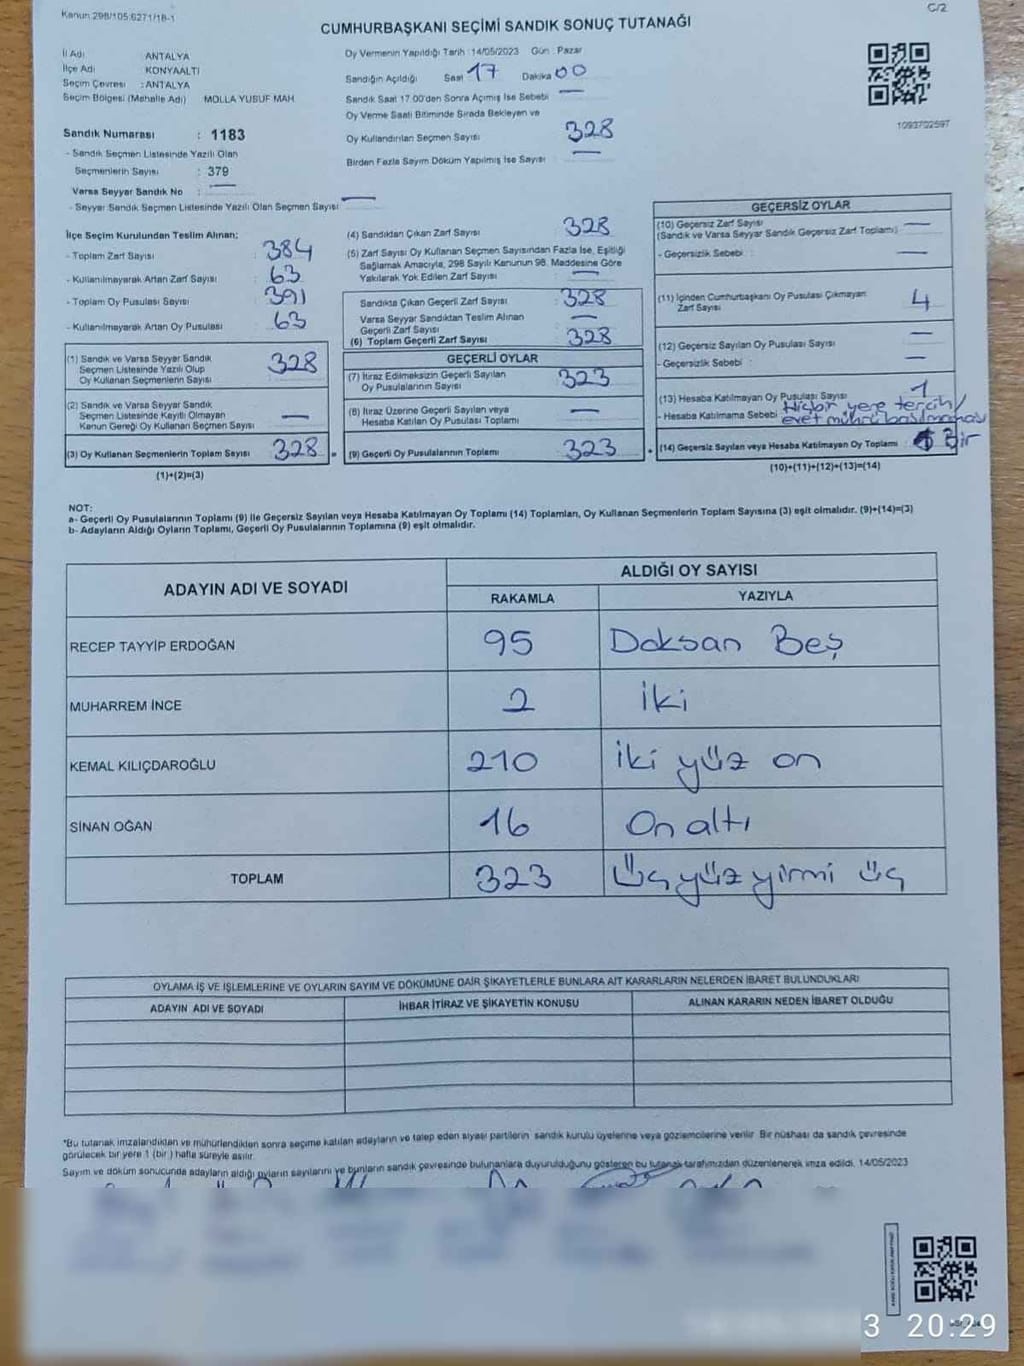 Kanun:298/105:6271/18-1
C/2
CUMHURBAŞKANI SEÇİMİ SANDIK SONUÇ TUTANAĞI
İl Adı ANTALYA
İlçe Adı KONYAALTI
Seçim Çevresi : ANTALYA
Seçim Bölgesi (Mahalle Adı) MOLLA YUSUF MAH
Sandık Numarası : 1183
- Sandık Seçmen Listesinde Yazılı Olan
Seçmenlerin Sayısı : 379
Varsa Seyyar Sandık No : —
- Seyyar Sandık Seçmen Listesinde Yazılı Olan Seçmen Sayısı —
Oy Vermenin Yapıldığı Tarih : 14/05/2023 Gün : Pazar
Sandığın Açıldığı Saat 17 Dakika 00
Sandık Saat 17.00'den Sonra Açımış İse Sebebi —
Oy Verme Saati Bitiminde Sırada Bekleyen ve
Oy Kullandırılan Seçmen Sayısı 328
Birden Fazla Sayım Döküm Yapılmış İse Sayısı —
1093702597
İlçe Seçim Kurulundan Teslim Alınan;
- Toplam Zarf Sayısı : 384
- Kullanılmayarak Artan Zarf Sayısı : 63
- Toplam Oy Pusulası Sayısı : 391
- Kullanılmayarak Artan Oy Pusulası : 63
(1) Sandık ve Varsa Seyyar Sandık
Seçmen Listesinde Yazılı Olup
Oy Kullanan Seçmenlerin Sayısı 328
(2) Sandık ve Varsa Seyyar Sandık
Seçmen Listesinde Kayıtlı Olmayan
Kanun Gereği Oy Kullanan Seçmen Sayısı —
(3) Oy Kullanan Seçmenlerin Toplam Sayısı 328
(1)+(2)=(3)
(4) Sandıktan Çıkan Zarf Sayısı 328
(5) Zarf Sayısı Oy Kullanan Seçmen Sayısından Fazla İse, Eşitliği
Sağlamak Amacıyla, 298 Sayılı Kanunun 98. Maddesine Göre
Yakılarak Yok Edilen Zarf Sayısı —
Sandıkta Çıkan Geçerli Zarf Sayısı : 328
Varsa Seyyar Sandıktan Teslim Alınan
Geçerli Zarf Sayısı —
(6) Toplam Geçerli Zarf Sayısı 328
GEÇERLİ OYLAR
(7) İtiraz Edilmeksizin Geçerli Sayılan
Oy Pusulalarının Sayısı 323
(8) İtiraz Üzerine Geçerli Sayılan veya
Hesaba Katılan Oy Pusulası Toplamı —
(9) Geçerli Oy Pusulalarının Toplamı 323
GEÇERSİZ OYLAR
(10) Geçersiz Zarf Sayısı —
(Sandık ve Varsa Seyyar Sandık Geçersiz Zarf Toplamı)
- Geçersizlik Sebebi : —
(11) İçinden Cumhurbaşkanı Oy Pusulası Çıkmayan
Zarf Sayısı 4
(12) Geçersiz Sayılan Oy Pusulası Sayısı —
- Geçersizlik Sebebi : —
(13) Hesaba Katılmayan Oy Pusulası Sayısı 1
- Hesaba Katılmama Sebebi : Hiçbir yere tercih/
evet mührü basılmaması
(14) Geçersiz Sayılan veya Hesaba Katılmayan Oy Toplamı Bir
(10)+(11)+(12)+(13)=(14)
NOT:
a- Geçerli Oy Pusulalarının Toplamı (9) ile Geçersiz Sayılan veya Hesaba Katılmayan Oy Toplamı (14) Toplamları, Oy Kullanan Seçmenlerin Toplam Sayısına (3) eşit olmalıdır. (9)+(14)=(3)
b- Adayların Aldığı Oyların Toplamı, Geçerli Oy Pusulalarının Toplamına (9) eşit olmalıdır.
ADAYIN ADI VE SOYADI
ALDIĞI OY SAYISI
RAKAMLA YAZIYLA
RECEP TAYYİP ERDOĞAN 95 Doksan Beş
MUHARREM İNCE 2 İki
KEMAL KILIÇDAROĞLU 210 İki yüz on
SİNAN OĞAN 16 On altı
TOPLAM 323 Üç yüz yirmi üç
OYLAMA İŞ VE İŞLEMLERİNE VE OYLARIN SAYIM VE DÖKÜMÜNE DAİR ŞİKAYETLERLE BUNLARA AİT KARARLARIN NELERDEN İBARET BULUNDUKLARI
ADAYIN ADI VE SOYADI İHBAR İTİRAZ VE ŞİKAYETİN KONUSU ALINAN KARARIN NEDEN İBARET OLDUĞU
*Bu tutanak imzalandıktan ve mühürlendikten sonra seçime katılan adayların ve talep eden siyasi partilerin sandık kurulu üyelerine veya gözlemcilerine verilir. Bir nüshası da sandık çevresinde
görülecek bir yere 1 (bir) hafta süreyle asılır.
Sayım ve döküm sonucunda adayların aldığı oyların sayılarını ve bunların sandık çevresinde bulunanlara duyurulduğunu gösteren bu tutanak tarafımızdan düzenlenerek imza edildi. 14/05/2023
3 20:29